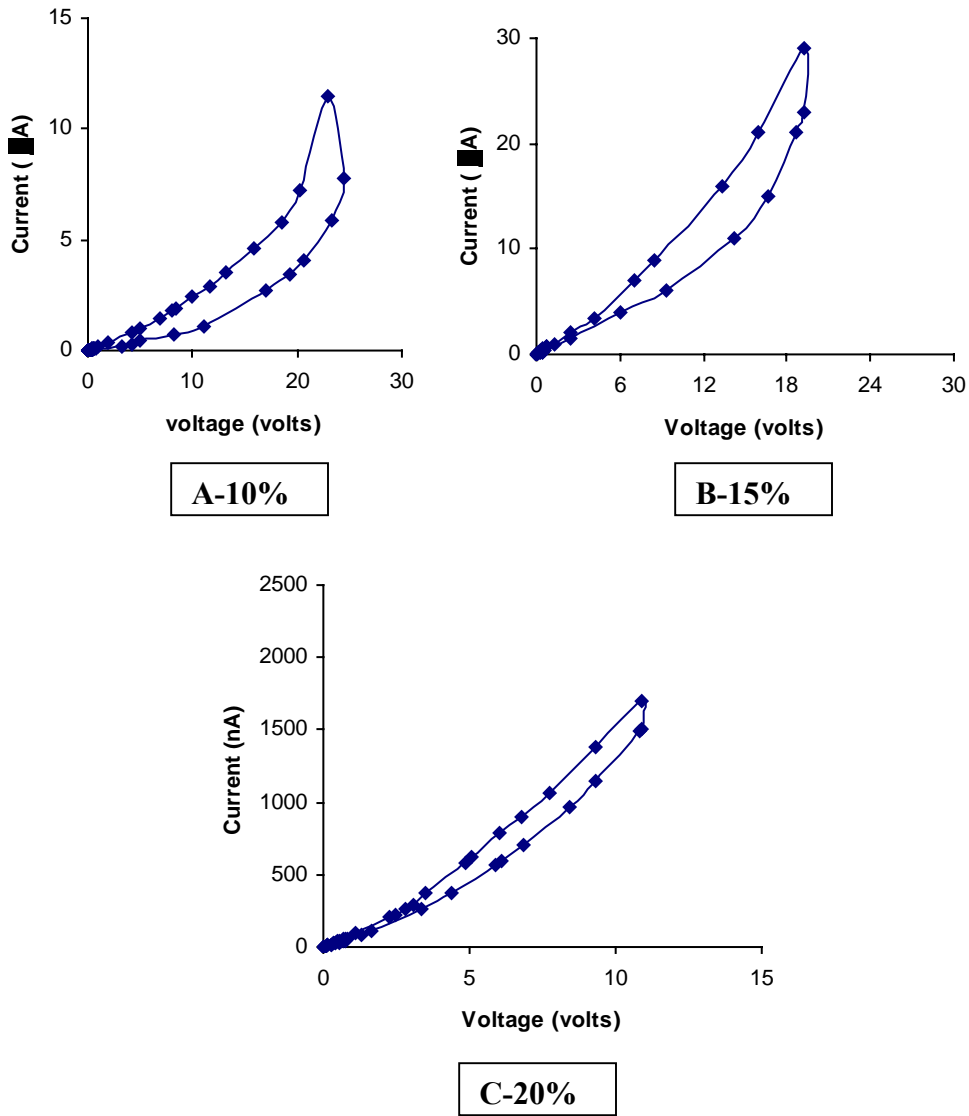 15
10
5
0
0 10 20 30
Current ( A)
voltage (volts)
A-10%
30
20
10
0
0 6 12 18 24 30
Current ( A)
Voltage (volts)
B-15%
2500
2000
1500
1000
500
0
0 5 10 15
Current (nA)
Voltage (volts)
C-20%